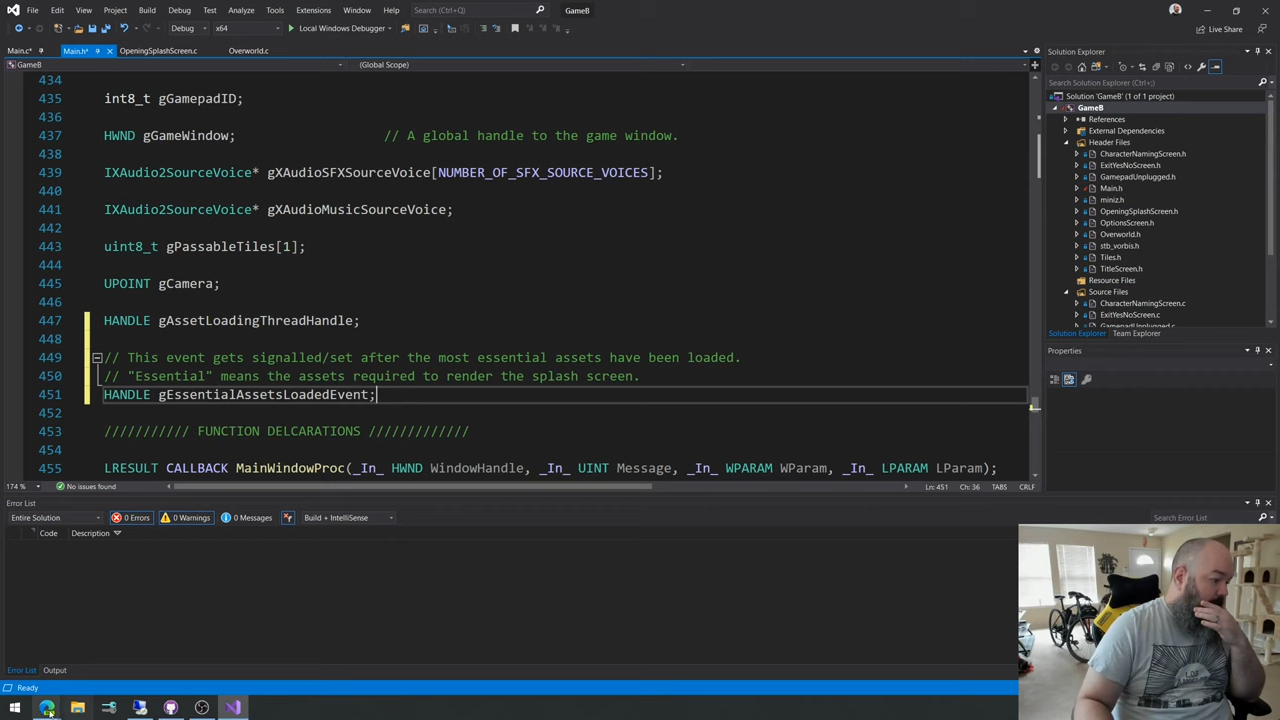 File Edit View Git Project Build Debug Test Analyze Tools Extensions Window Help Search (Ctrl+Q) GameB
Debug x64 Local Windows Debugger Live Share
Main.c* Main.h* OpeningSplashScreen.c Overworld.c
GameB (Global Scope)
434
435 int8_t gGamepadID;
436
437 HWND gGameWindow; // A global handle to the game window.
438
439 IXAudio2SourceVoice* gXAudioSFXSourceVoice[NUMBER_OF_SFX_SOURCE_VOICES];
440
441 IXAudio2SourceVoice* gXAudioMusicSourceVoice;
442
443 uint8_t gPassableTiles[1];
444
445 UPOINT gCamera;
446
447 HANDLE gAssetLoadingThreadHandle;
448
449 // This event gets signalled/set after the most essential assets have been loaded.
450 // "Essential" means the assets required to render the splash screen.
451 HANDLE gEssentialAssetsLoadedEvent;
452
453 /////////// FUNCTION DELCARATIONS /////////////
454
455 LRESULT CALLBACK MainWindowProc(_In_ HWND WindowHandle, _In_ UINT Message, _In_ WPARAM WParam, _In_ LPARAM LParam);
174 % No issues found Ln: 451 Ch: 36 TABS CRLF
Error List
Entire Solution 0 Errors 0 Warnings 0 Messages Build + IntelliSense Search Error List
Code Description
Error List Output
Ready
Solution Explorer
Search Solution Explorer (Ctrl+;)
Solution 'GameB' (1 of 1 project)
GameB
References
External Dependencies
Header Files
CharacterNamingScreen.h
ExitYesNoScreen.h
GamepadUnplugged.h
Main.h
miniz.h
OpeningSplashScreen.h
OptionsScreen.h
Overworld.h
stb_vorbis.h
Tiles.h
TitleScreen.h
Resource Files
Source Files
CharacterNamingScreen.c
ExitYesNoScreen.c
GamepadUnplugged.c
Solution Explorer Team Explorer
Properties